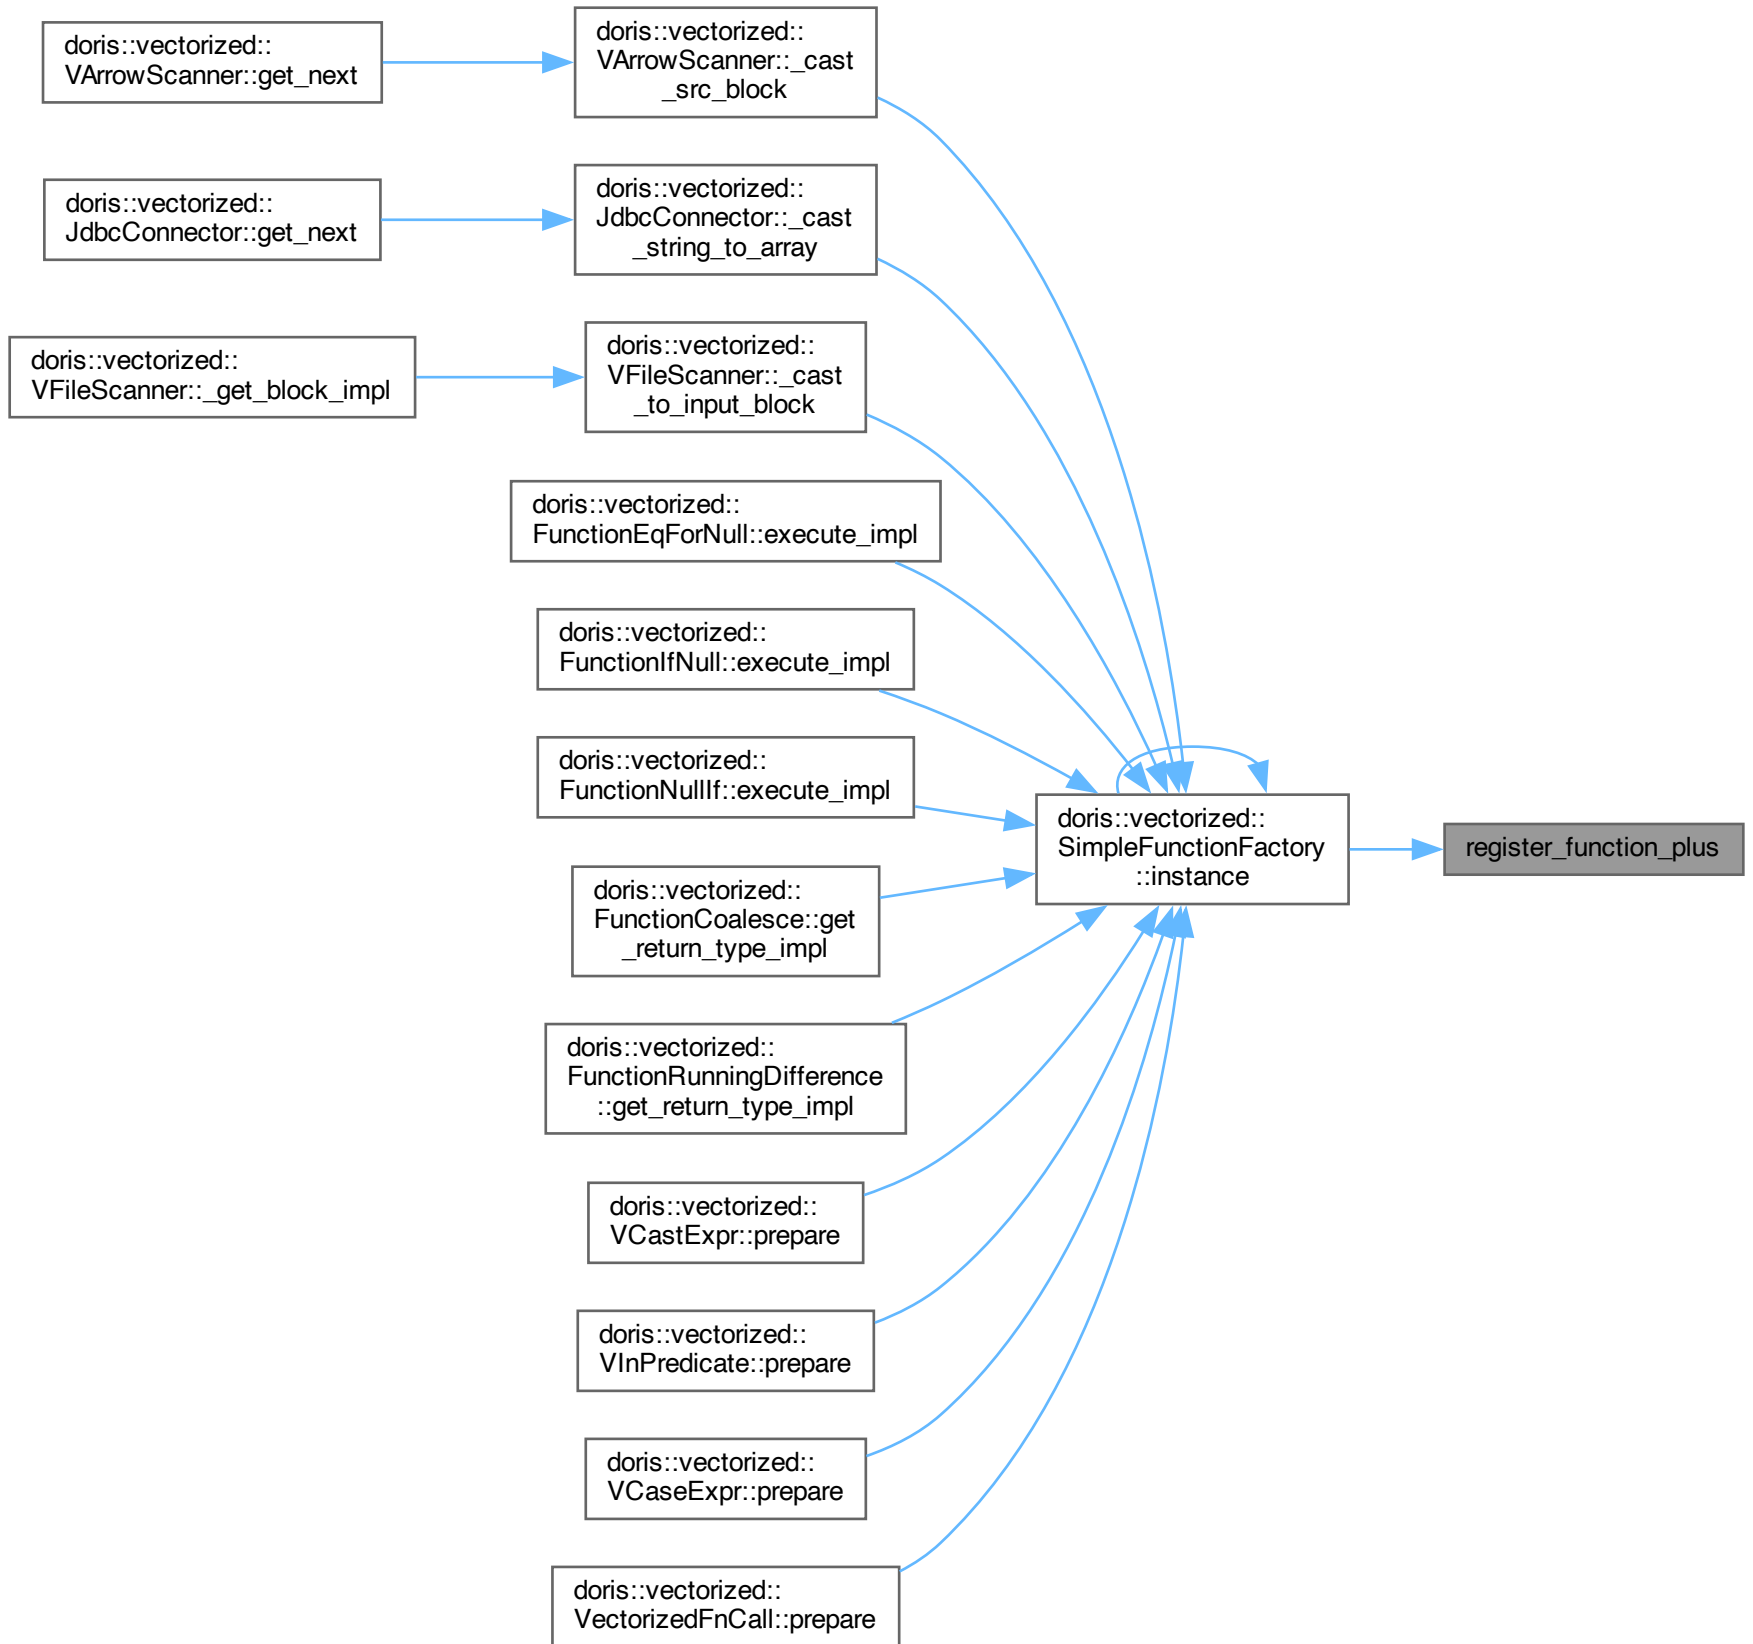 doris::vectorized::
VArrowScanner::get_next
doris::vectorized::
VArrowScanner::_cast
_src_block
doris::vectorized::
JdbcConnector::get_next
doris::vectorized::
JdbcConnector::_cast
_string_to_array
doris::vectorized::
VFileScanner::_get_block_impl
doris::vectorized::
VFileScanner::_cast
_to_input_block
doris::vectorized::
FunctionEqForNull::execute_impl
doris::vectorized::
FunctionIfNull::execute_impl
doris::vectorized::
FunctionNullIf::execute_impl
doris::vectorized::
SimpleFunctionFactory
::instance
register_function_plus
doris::vectorized::
FunctionCoalesce::get
_return_type_impl
doris::vectorized::
FunctionRunningDifference
::get_return_type_impl
doris::vectorized::
VCastExpr::prepare
doris::vectorized::
VInPredicate::prepare
doris::vectorized::
VCaseExpr::prepare
doris::vectorized::
VectorizedFnCall::prepare